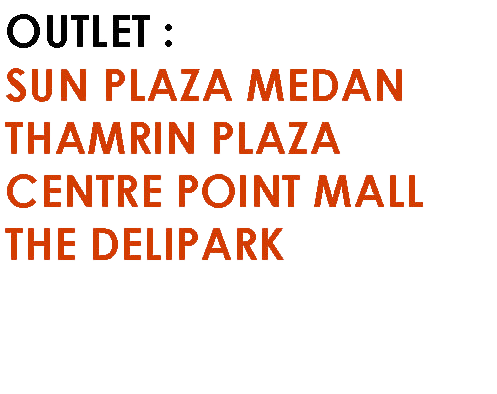 OUTLET :
SUN PLAZA MEDAN
THAMRIN PLAZA
CENTRE POINT MALL
THE DELIPARK